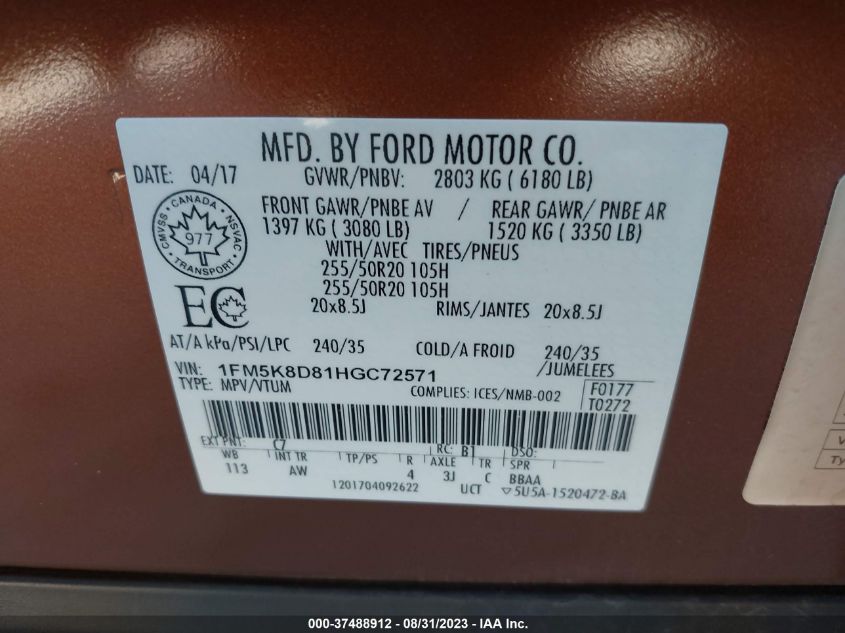 MFD. BY FORD MOTOR CO.
DATE: 04/17
GVWR/PNBV: 2803 KG ( 6180 LB)
CANADA
CMVSS
NSVAC
977
TRANSPORT
FRONT GAWR/PNBE AV / REAR GAWR/ PNBE AR
1397 KG ( 3080 LB) 1520 KG ( 3350 LB)
WITH/AVEC TIRES/PNEUS
255/50R20 105H
255/50R20 105H
EC
20x8.5J RIMS/JANTES 20x8.5J
AT/A kPa/PSI/LPC 240/35 COLD/A FROID 240/35
/JUMELEES
VIN: 1FM5K8D81HGC72571
TYPE: MPV/VTUM COMPLIES: ICES/NMB-002
F0177
T0272
EXT PNT: C7 RC: B1 DSO:
WB INT TR TP/PS R AXLE TR SPR
113 AW 4 3J C BBAA
1201704092622 UCT ▽5U5A-1520472-BA
V
Ty
000-37488912 - 08/31/2023 - IAA Inc.